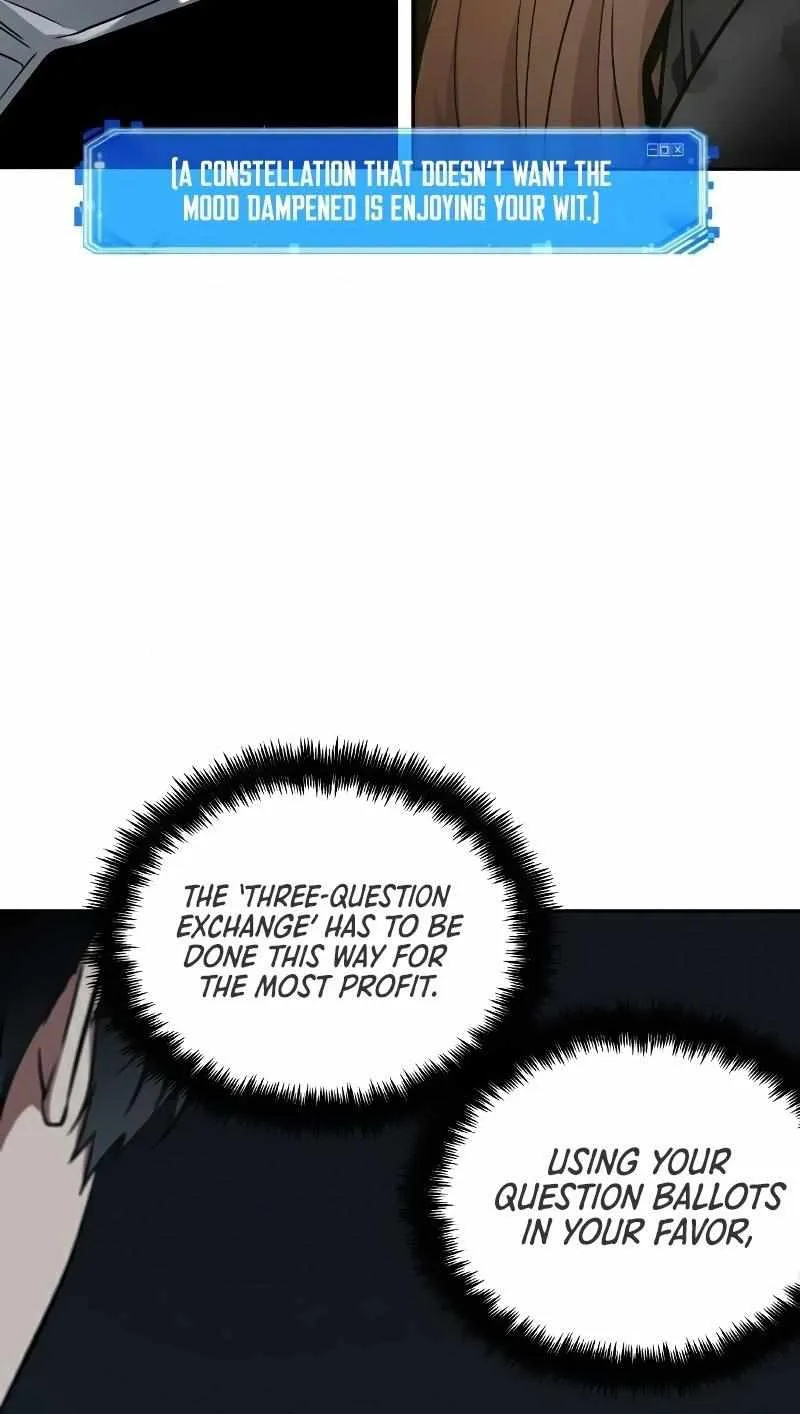 (A CONSTELLATION THAT DOESN'T WANT THE
MOOD DAMPENED IS ENJOYING YOUR WIT.)
THE 'THREE-QUESTION
EXCHANGE' HAS TO BE
DONE THIS WAY FOR
THE MOST PROFIT.
USING YOUR
QUESTION BALLOTS
IN YOUR FAVOR,